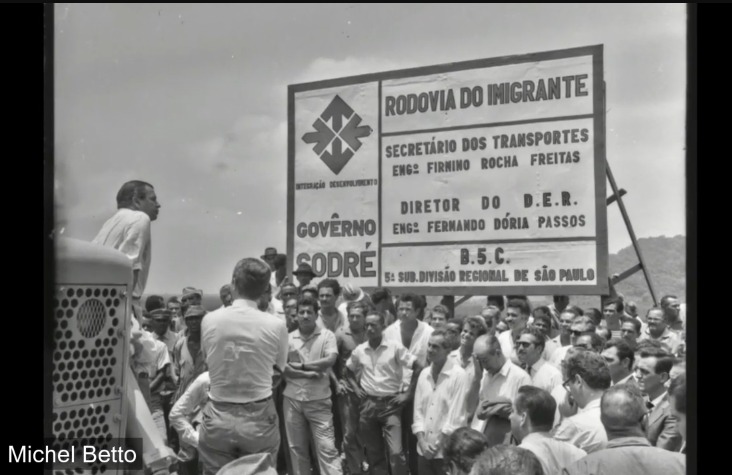 INTEGRAÇÃO DESENVOLVIMENTO
GOVÊRNO
SODRÉ
RODOVIA DO IMIGRANTE
SECRETÁRIO DOS TRANSPORTES
ENGº FIRMINO ROCHA FREITAS
DIRETOR DO D.E.R.
ENGº FERNANDO DÓRIA PASSOS
B.S.C.
5ª SUB.DIVISÃO REGIONAL DE SÃO PAULO
Michel Betto